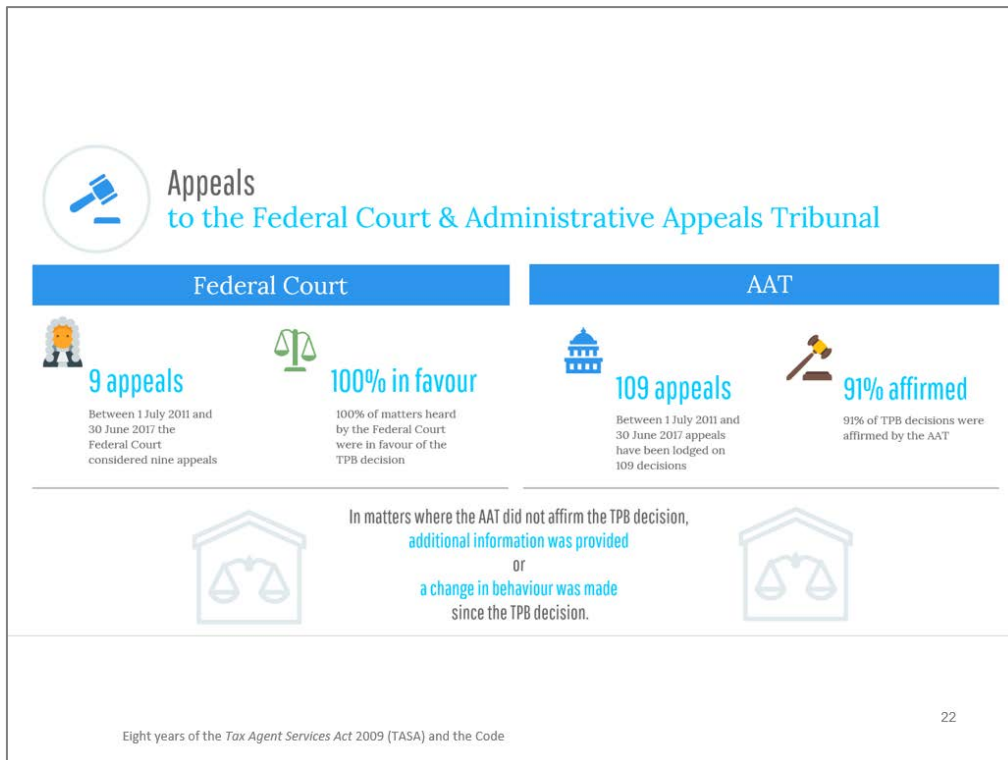 Appeals
to the Federal Court & Administrative Appeals Tribunal
Federal Court
9 appeals
Between 1 July 2011 and
30 June 2017 the
Federal Court
considered nine appeals
100% in favour
100% of matters heard
by the Federal Court
were in favour of the
TPB decision
AAT
109 appeals
Between 1 July 2011 and
30 June 2017 appeals
have been lodged on
109 decisions
91% affirmed
91% of TPB decisions were
affirmed by the AAT
In matters where the AAT did not affirm the TPB decision,
additional information was provided
or
a change in behaviour was made
since the TPB decision.
22
Eight years of the Tax Agent Services Act 2009 (TASA) and the Code